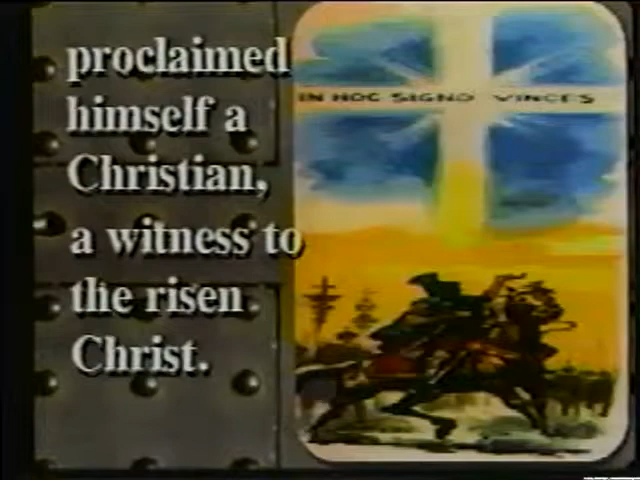 proclaimed
himself a
Christian,
a witness to
the risen
Christ.
IN HOC SIGNO VINCES